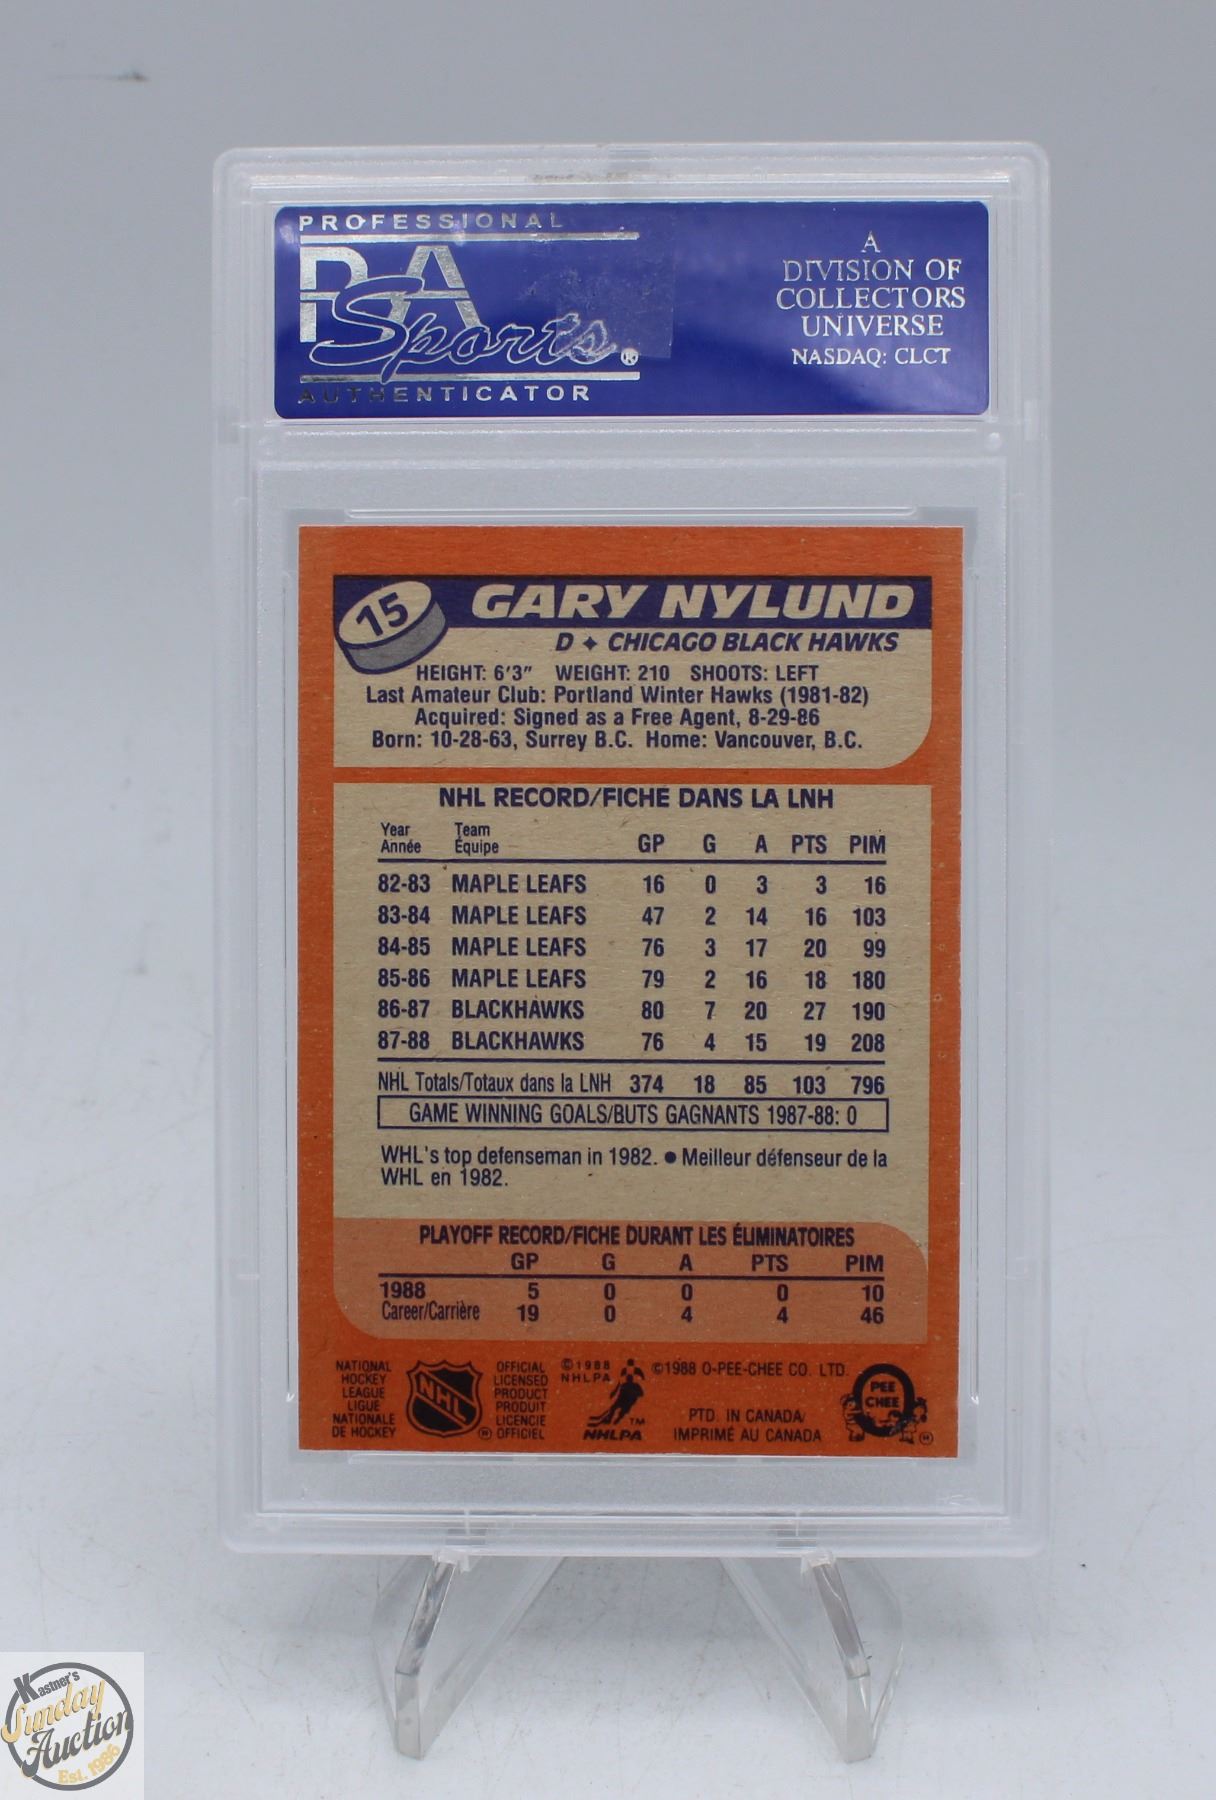 PROFESSIONAL
PSA
Sports®
AUTHENTICATOR
A
DIVISION OF
COLLECTORS
UNIVERSE
NASDAQ: CLCT
15
GARY NYLUND
D ✦ CHICAGO BLACK HAWKS
HEIGHT: 6'3" WEIGHT: 210 SHOOTS: LEFT
Last Amateur Club: Portland Winter Hawks (1981-82)
Acquired: Signed as a Free Agent, 8-29-86
Born: 10-28-63, Surrey B.C. Home: Vancouver, B.C.
NHL RECORD/FICHE DANS LA LNH
Year Team
Année Équipe GP G A PTS PIM
82-83 MAPLE LEAFS 16 0 3 3 16
83-84 MAPLE LEAFS 47 2 14 16 103
84-85 MAPLE LEAFS 76 3 17 20 99
85-86 MAPLE LEAFS 79 2 16 18 180
86-87 BLACKHAWKS 80 7 20 27 190
87-88 BLACKHAWKS 76 4 15 19 208
NHL Totals/Totaux dans la LNH 374 18 85 103 796
GAME WINNING GOALS/BUTS GAGNANTS 1987-88: 0
WHL's top defenseman in 1982. ● Meilleur défenseur de la
WHL en 1982.
PLAYOFF RECORD/FICHE DURANT LES ÉLIMINATOIRES
GP G A PTS PIM
1988 5 0 0 0 10
Career/Carrière 19 0 4 4 46
NATIONAL
HOCKEY
LEAGUE
LIGUE
NATIONALE
DE HOCKEY
NHL
®
OFFICIAL
LICENSED
PRODUCT
PRODUIT
LICENCIE
OFFICIEL
©1988
NHLPA
TM
NHLPA
©1988 O-PEE-CHEE CO. LTD.
PTD. IN CANADA/
IMPRIMÉ AU CANADA
PEE
CHEE
®
Kastner's
Sunday
Auction
Est. 1986